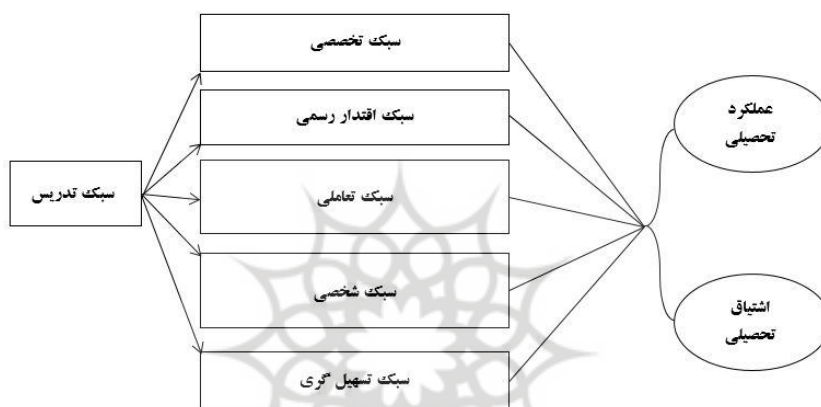 سبک تخصصی
سبک اقتدار رسمی
سبک تعاملی
سبک شخصی
سبک تسهیل گری
سبک تدریس
عملکرد
تحصیلی
اشتیاق
تحصیلی